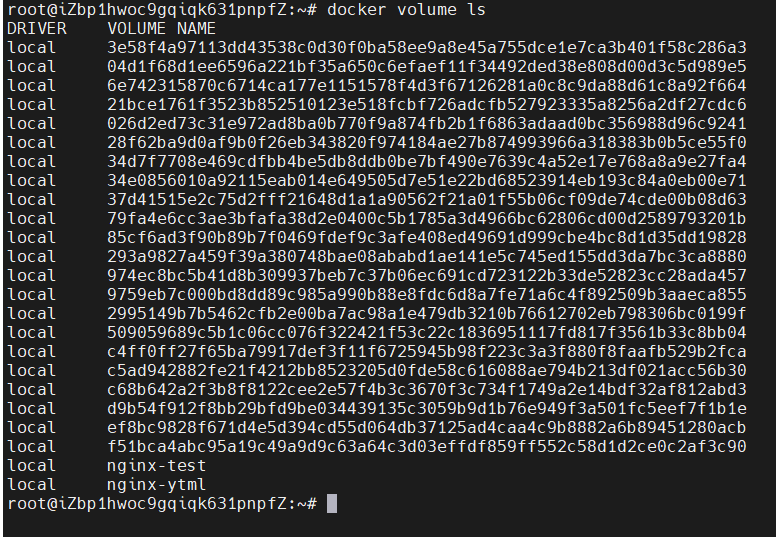 root@iZbp1hwoc9gqiqk631pnpfZ:~# docker volume ls
DRIVER    VOLUME NAME
local     3e58f4a97113dd43538c0d30f0ba58ee9a8e45a755dce1e7ca3b401f58c286a3
local     04d1f68d1ee6596a221bf35a650c6efaef11f34492ded38e808d00d3c5d989e5
local     6e742315870c6714ca177e1151578f4d3f67126281a0c8c9da88d61c8a92f664
local     21bce1761f3523b852510123e518fcbf726adcfb527923335a8256a2df27cdc6
local     026d2ed73c31e972ad8ba0b770f9a874fb2b1f6863adaad0bc356988d96c9241
local     28f62ba9d0af9b0f26eb343820f974184ae27b874993966a318383b0b5ce55f0
local     34d7f7708e469cdfbb4be5db8ddb0be7bf490e7639c4a52e17e768a8a9e27fa4
local     34e0856010a92115eab014e649505d7e51e22bd68523914eb193c84a0eb00e71
local     37d41515e2c75d2fff21648d1a1a90562f21a01f55b06cf09de74cde00b08d63
local     79fa4e6cc3ae3bfafa38d2e0400c5b1785a3d4966bc62806cd00d2589793201b
local     85cf6ad3f90b89b7f0469fdef9c3afe408ed49691d999cbe4bc8d1d35dd19828
local     293a9827a459f39a380748bae08ababd1ae141e5c745ed155dd3da7bc3ca8880
local     974ec8bc5b41d8b309937beb7c37b06ec691cd723122b33de52823cc28ada457
local     9759eb7c000bd8dd89c985a990b88e8fdc6d8a7fe71a6c4f892509b3aaeca855
local     2995149b7b5462cfb2e00ba7ac98a1e479db3210b76612702eb798306bc0199f
local     509059689c5b1c06cc076f322421f53c22c1836951117fd817f3561b33c8bb04
local     c4ff0ff27f65ba79917def3f11f6725945b98f223c3a3f880f8faafb529b2fca
local     c5ad942882fe21f4212bb8523205d0fde58c616088ae794b213df021acc56b30
local     c68b642a2f3b8f8122cee2e57f4b3c3670f3c734f1749a2e14bdf32af812abd3
local     d9b54f912f8bb29bfd9be034439135c3059b9d1b76e949f3a501fc5eef7f1b1e
local     ef8bc9828f671d4e5d394cd55d064db37125ad4caa4c9b8882a6b89451280acb
local     f51bca4abc95a19c49a9d9c63a64c3d03effdf859ff552c58d1d2ce0c2af3c90
local     nginx-test
local     nginx-ytml
root@iZbp1hwoc9gqiqk631pnpfZ:~#